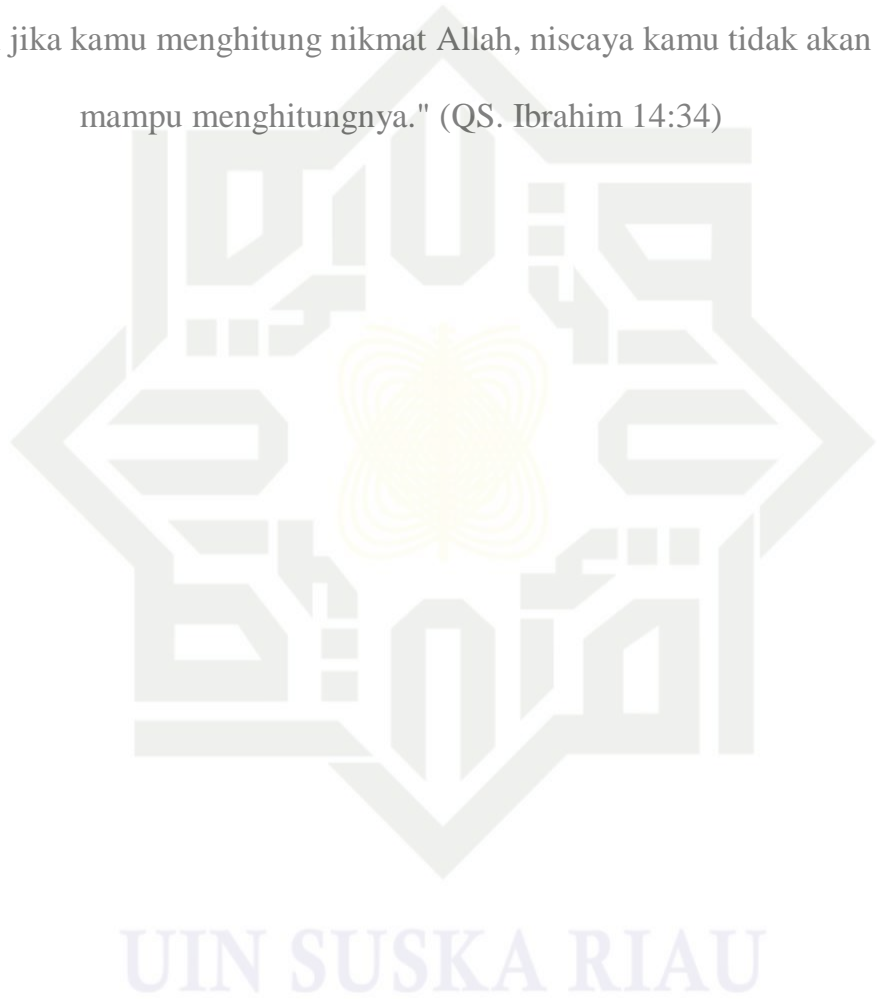 jika kamu menghitung nikmat Allah, niscaya kamu tidak akan
mampu menghitungnya." (QS. Ibrahim 14:34)
UIN SUSKA RIAU